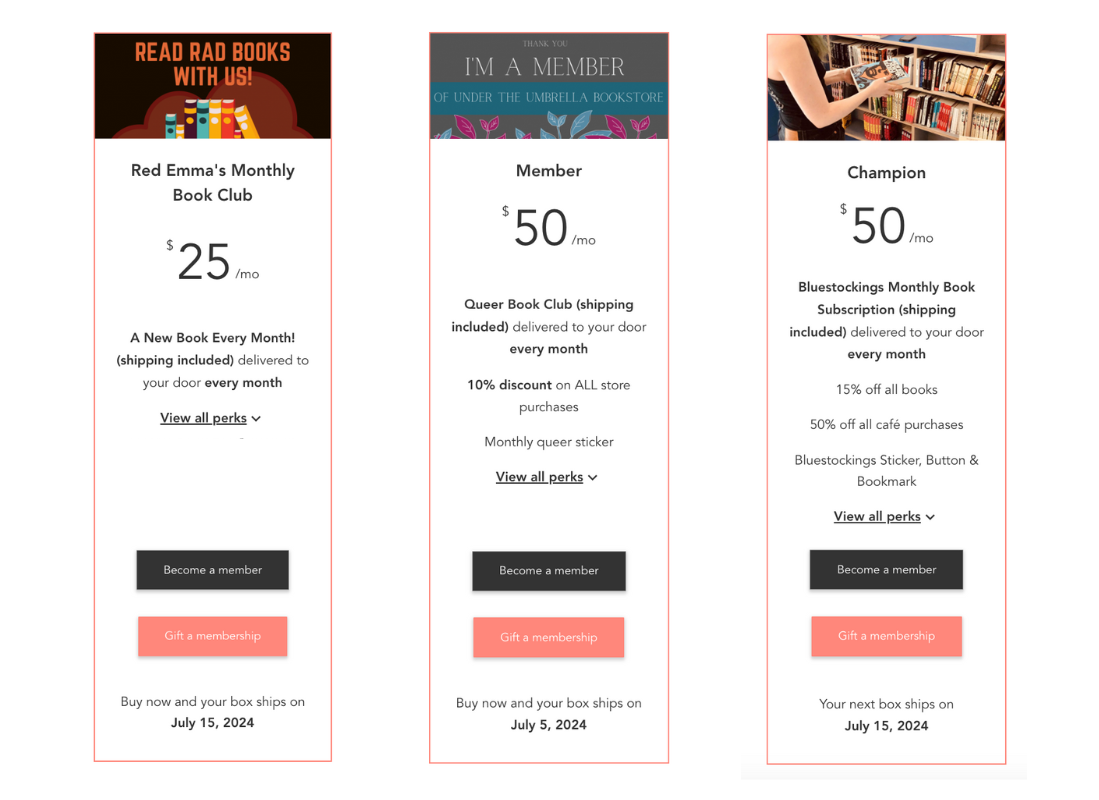 READ RAD BOOKS
WITH US!
Red Emma's Monthly
Book Club
$ 25 /mo
A New Book Every Month!
(shipping included) delivered to
your door every month
View all perks
Become a member
Gift a membership
Buy now and your box ships on
July 15, 2024
THANK YOU
I'M A MEMBER
OF UNDER THE UMBRELLA BOOKSTORE
Member
$ 50 /mo
Queer Book Club (shipping
included) delivered to your door
every month
10% discount on ALL store
purchases
Monthly queer sticker
View all perks
Become a member
Gift a membership
Buy now and your box ships on
July 5, 2024
Champion
$ 50 /mo
Bluestockings Monthly Book
Subscription (shipping
included) delivered to your door
every month
15% off all books
50% off all café purchases
Bluestockings Sticker, Button &
Bookmark
View all perks
Become a member
Gift a membership
Your next box ships on
July 15, 2024